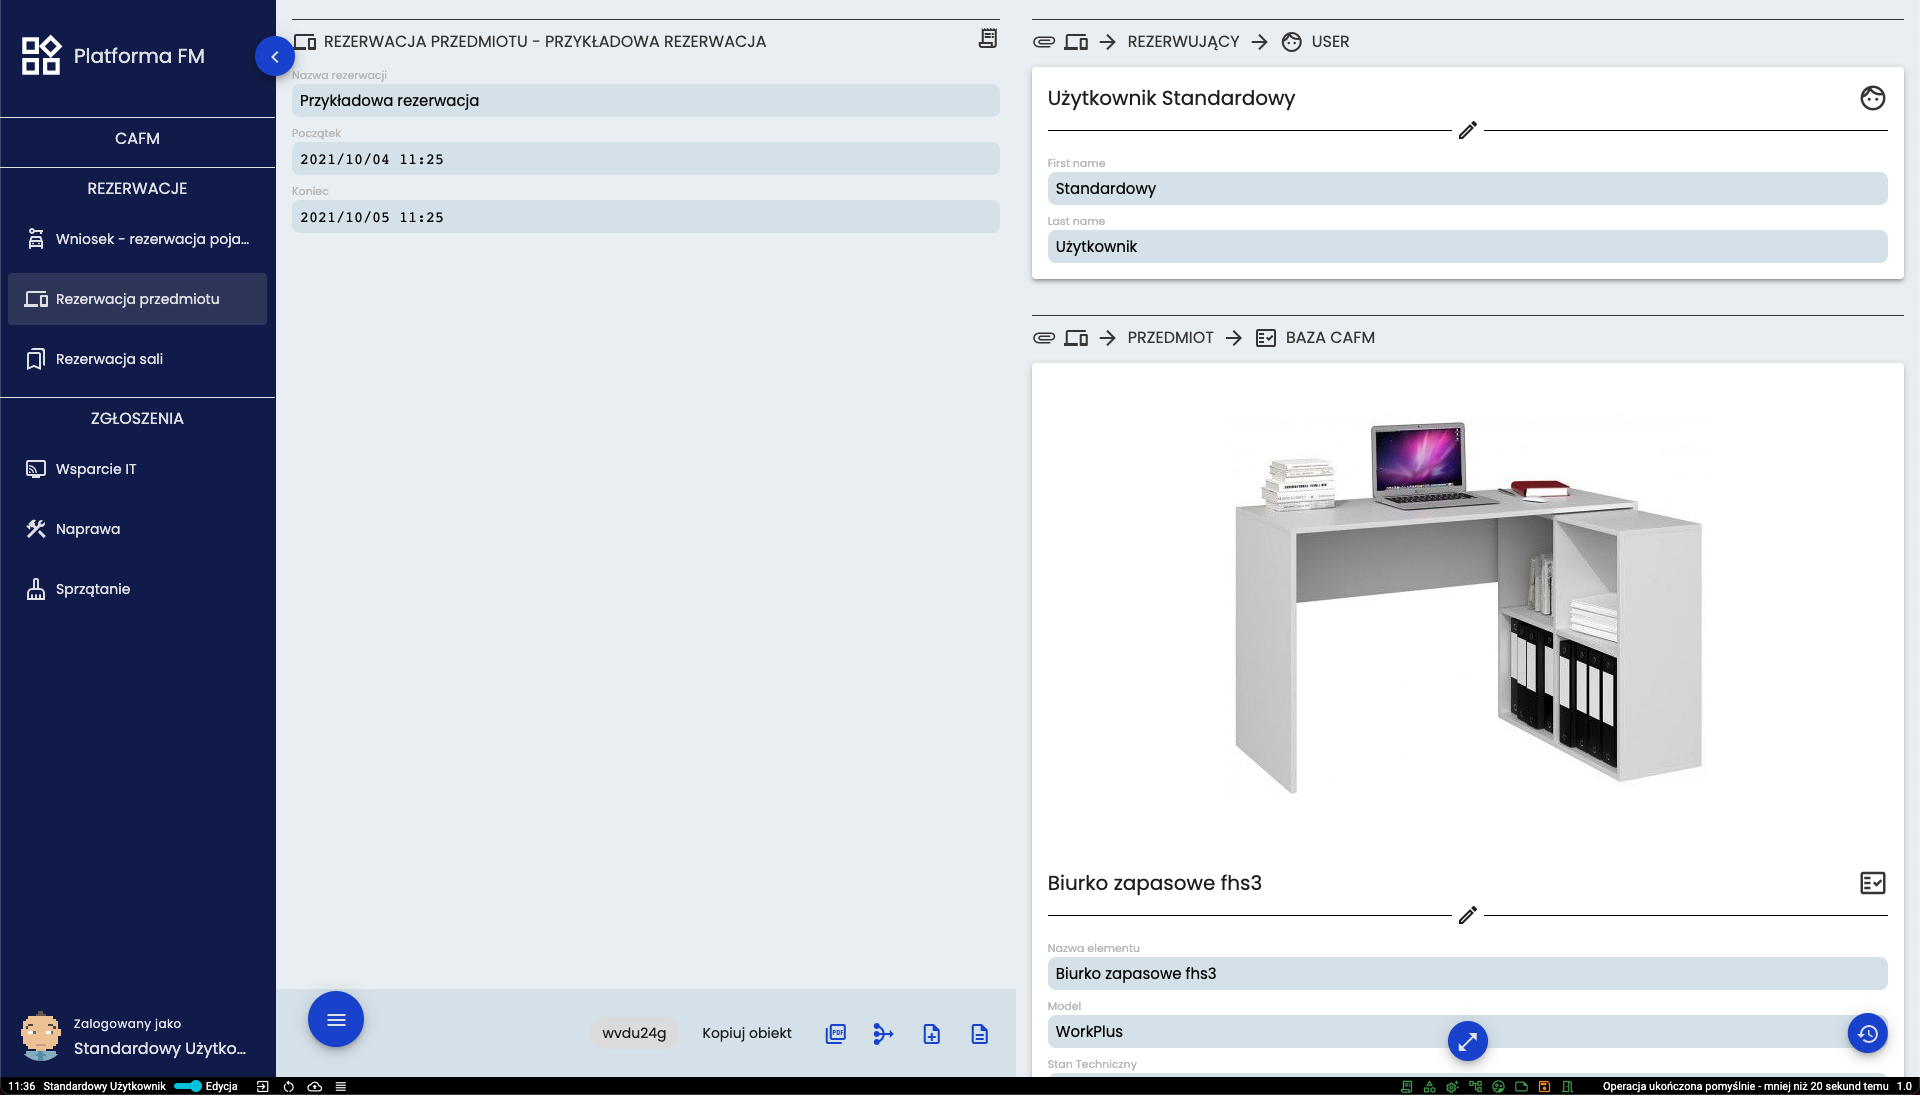 Platforma FM
CAFM
REZERWACJE
Wniosek - rezerwacja poja...
Rezerwacja przedmiotu
Rezerwacja sali
ZGŁOSZENIA
Wsparcie IT
Naprawa
Sprzątanie
Zalogowany jako
Standardowy Użytko...
REZERWACJA PRZEDMIOTU - PRZYKŁADOWA REZERWACJA
Nazwa rezerwacji
Przykładowa rezerwacja
Początek
2021/10/04 11:25
Koniec
2021/10/05 11:25
wvdu24g
Kopiuj obiekt
PDF
REZERWUJĄCY
USER
Użytkownik Standardowy
First name
Standardowy
Last name
Użytkownik
PRZEDMIOT
BAZA CAFM
Biurko zapasowe fhs3
Nazwa elementu
Biurko zapasowe fhs3
Model
WorkPlus
Stan Techniczny
11:36 Standardowy Użytkownik Edycja
Operacja ukończona pomyślnie - mniej niż 20 sekund temu 1.0